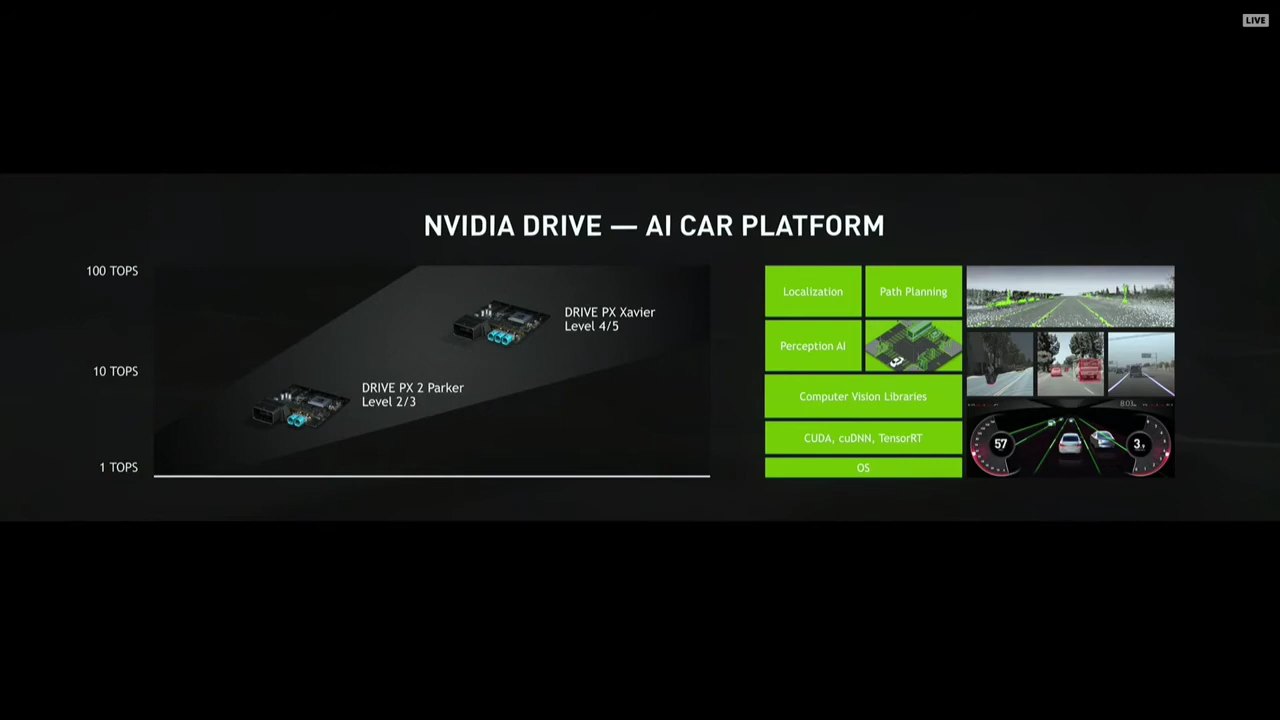 LIVE
NVIDIA DRIVE — AI CAR PLATFORM
100 TOPS
10 TOPS
1 TOPS
DRIVE PX Xavier
Level 4/5
DRIVE PX 2 Parker
Level 2/3
Localization
Path Planning
Perception AI
Computer Vision Libraries
CUDA, cuDNN, TensorRT
OS
57
3